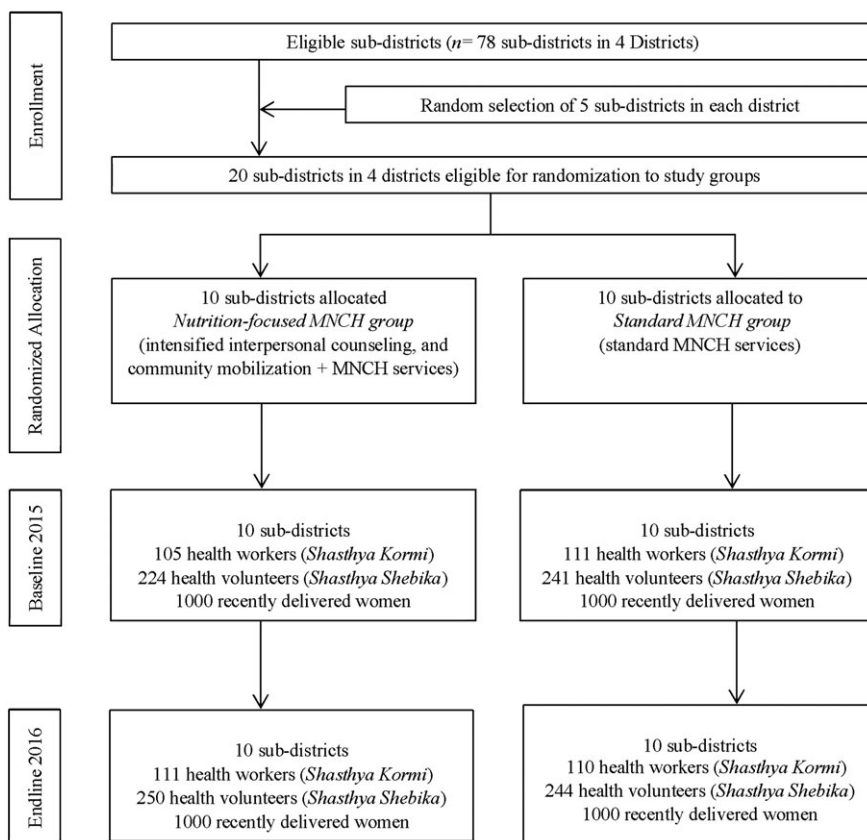 Enrollment
Eligible sub-districts (n= 78 sub-districts in 4 Districts)
Random selection of 5 sub-districts in each district
20 sub-districts in 4 districts eligible for randomization to study groups
Randomized Allocation
10 sub-districts allocated
Nutrition-focused MNCH group
(intensified interpersonal counseling, and
community mobilization + MNCH services)
10 sub-districts allocated to
Standard MNCH group
(standard MNCH services)
Baseline 2015
10 sub-districts
105 health workers (Shasthya Kormi)
224 health volunteers (Shasthya Shebika)
1000 recently delivered women
10 sub-districts
111 health workers (Shasthya Kormi)
241 health volunteers (Shasthya Shebika)
1000 recently delivered women
Endline 2016
10 sub-districts
111 health workers (Shasthya Kormi)
250 health volunteers (Shasthya Shebika)
1000 recently delivered women
10 sub-districts
110 health workers (Shasthya Kormi)
244 health volunteers (Shasthya Shebika)
1000 recently delivered women